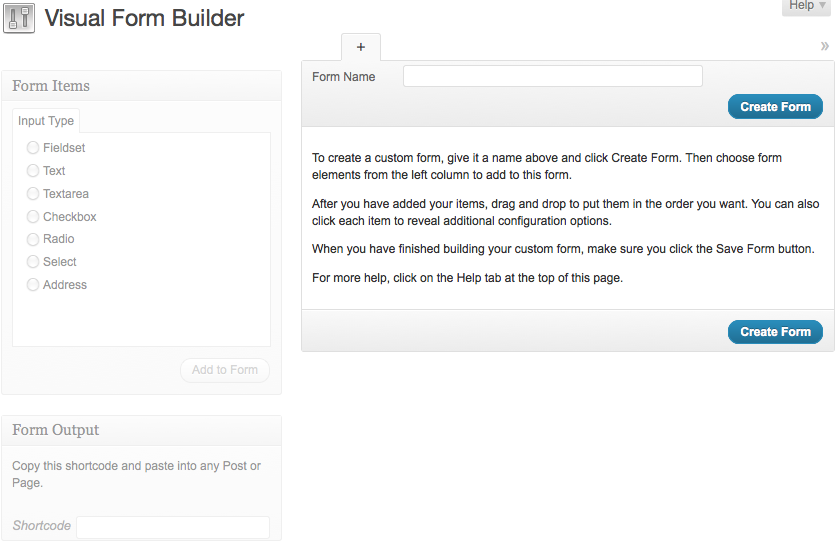 Visual Form Builder
Help
+
»
Form Items
Input Type
Fieldset
Text
Textarea
Checkbox
Radio
Select
Address
Add to Form
Form Output
Copy this shortcode and paste into any Post or
Page.
Shortcode
Form Name
Create Form
To create a custom form, give it a name above and click Create Form. Then choose form
elements from the left column to add to this form.
After you have added your items, drag and drop to put them in the order you want. You can also
click each item to reveal additional configuration options.
When you have finished building your custom form, make sure you click the Save Form button.
For more help, click on the Help tab at the top of this page.
Create Form